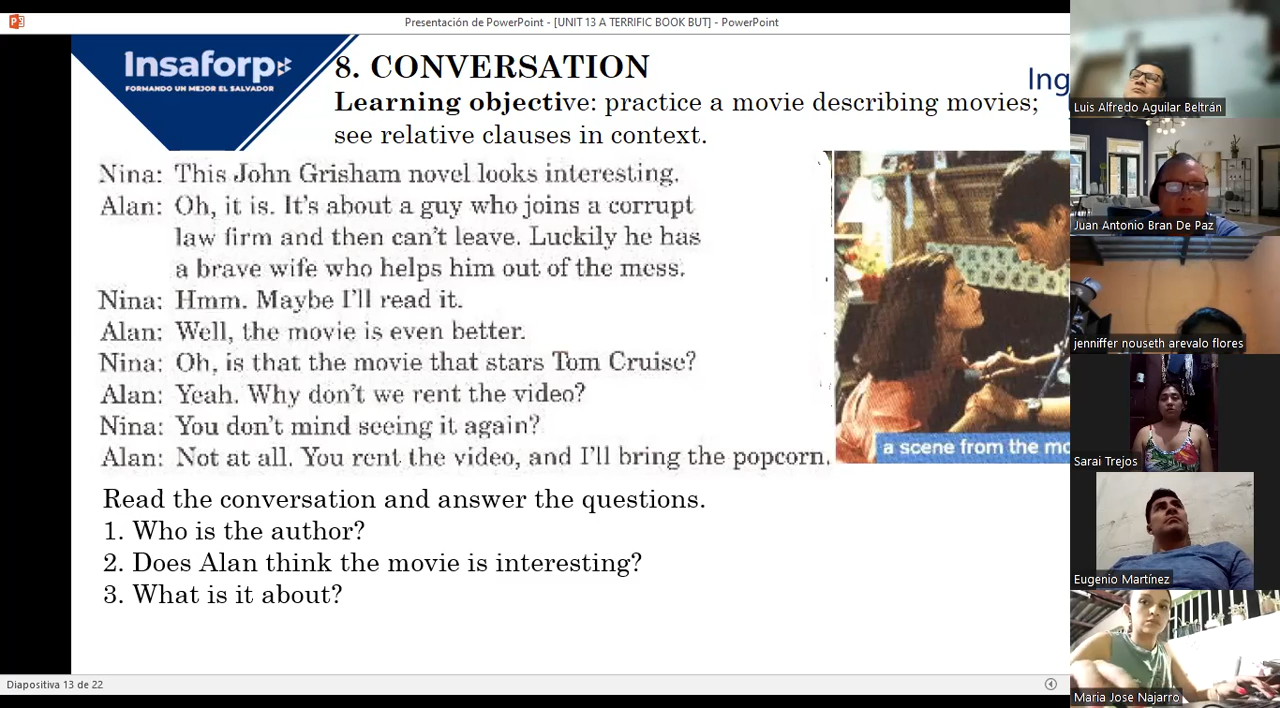 Presentación de PowerPoint - [UNIT 13 A TERRIFIC BOOK BUT] - PowerPoint
Insaforp
FORMANDO UN MEJOR EL SALVADOR
8. CONVERSATION
Ing
Learning objective: practice a movie describing movies;
see relative clauses in context.
Nina: This John Grisham novel looks interesting.
Alan: Oh, it is. It's about a guy who joins a corrupt
law firm and then can't leave. Luckily he has
a brave wife who helps him out of the mess.
Nina: Hmm. Maybe I'll read it.
Alan: Well, the movie is even better.
Nina: Oh, is that the movie that stars Tom Cruise?
Alan: Yeah. Why don't we rent the video?
Nina: You don't mind seeing it again?
Alan: Not at all. You rent the video, and I'll bring the popcorn.
a scene from the mo
Read the conversation and answer the questions.
1. Who is the author?
2. Does Alan think the movie is interesting?
3. What is it about?
Diapositiva 13 de 22
Luis Alfredo Aguilar Beltrán
Juan Antonio Bran De Paz
jenniffer nouseth arevalo flores
Sarai Trejos
Eugenio Martínez
Maria Jose Najarro